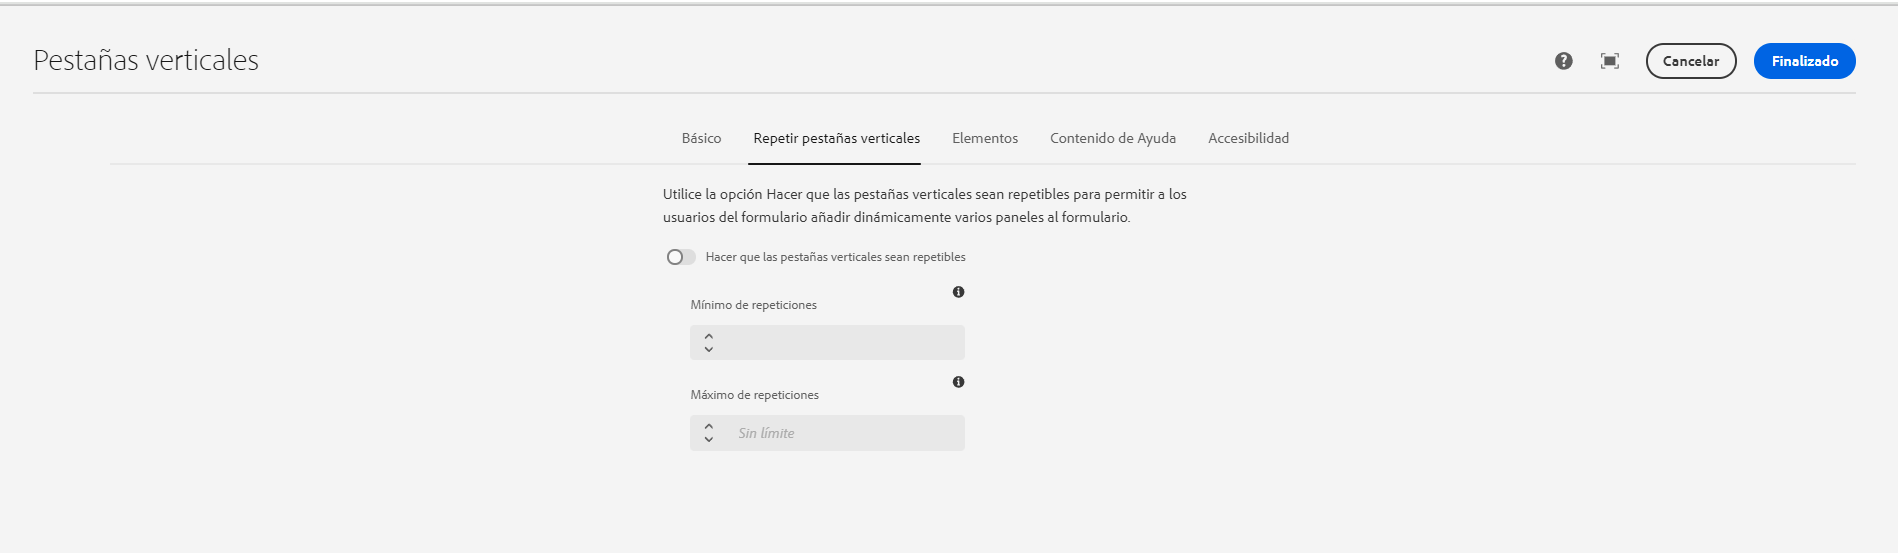 Pestañas verticales
Cancelar
Finalizado
Básico
Repetir pestañas verticales
Elementos
Contenido de Ayuda
Accesibilidad
Utilice la opción Hacer que las pestañas verticales sean repetibles para permitir a los
usuarios del formulario añadir dinámicamente varios paneles al formulario.
Hacer que las pestañas verticales sean repetibles
Mínimo de repeticiones
Máximo de repeticiones
Sin límite